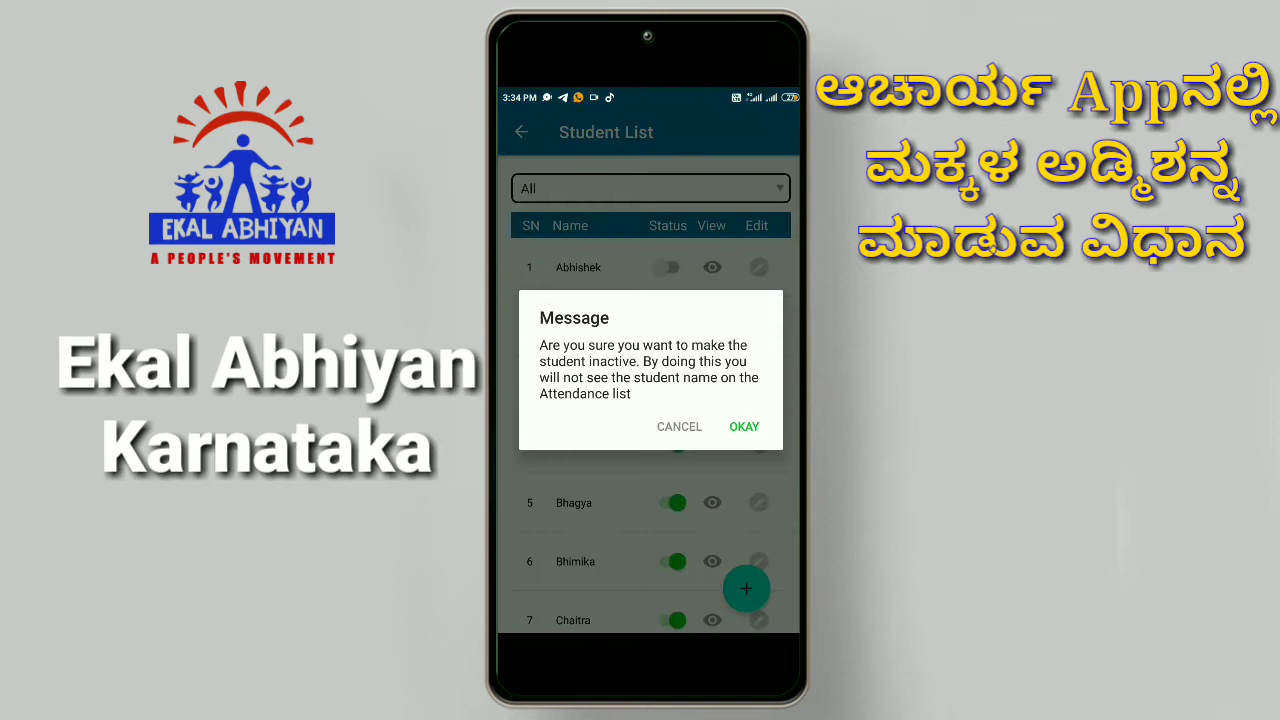 EKAL ABHIYAN
A PEOPLE'S MOVEMENT
Ekal Abhiyan
Karnataka
3:34 PM
27
Student List
All
SN Name Status View Edit
1 Abhishek
Message
Are you sure you want to make the
student inactive. By doing this you
will not see the student name on the
Attendance list
CANCEL OKAY
5 Bhagya
6 Bhimika
+
7 Chaitra
ಆಚಾರ್ಯ Appನಲ್ಲಿ
ಮಕ್ಕಳ ಅಡ್ಮಿಶನ್ನ
ಮಾಡುವ ವಿಧಾನ